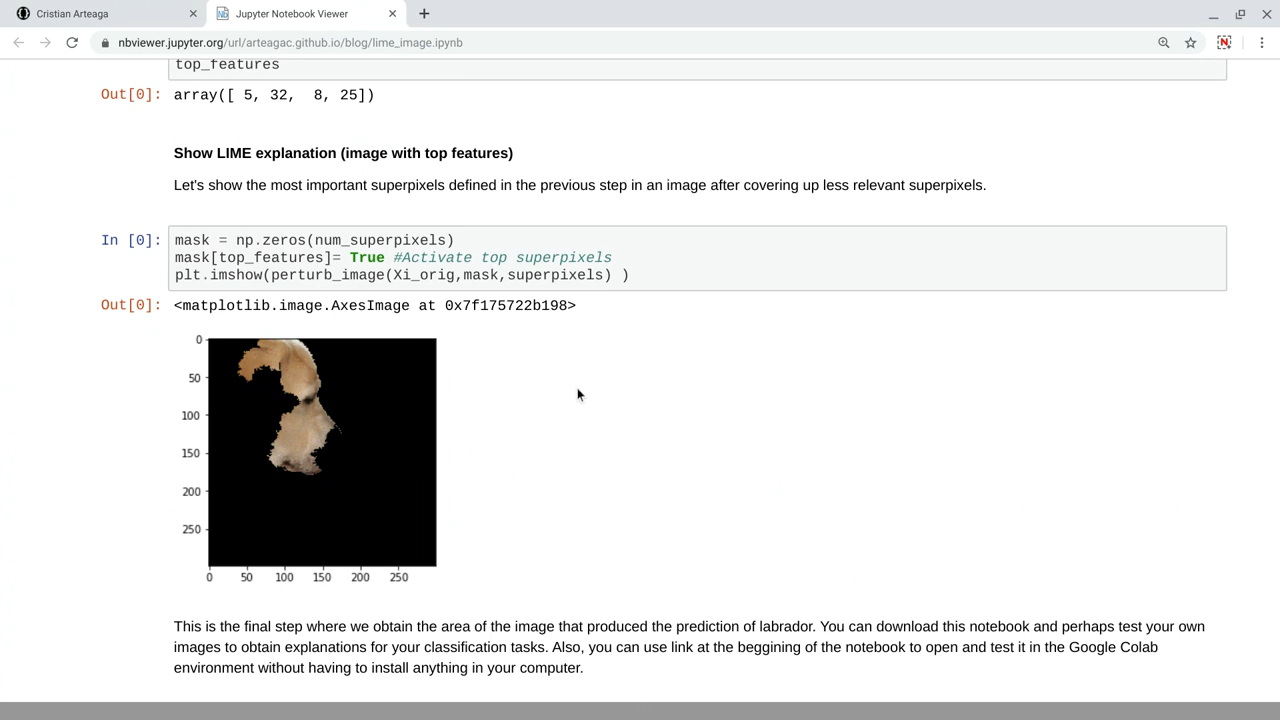 Cristian Arteaga
Jupyter Notebook Viewer
nbviewer.jupyter.org/url/arteagac.github.io/blog/lime_image.ipynb
top_features
Out[0]: array([ 5, 32,  8, 25])
Show LIME explanation (image with top features)
Let's show the most important superpixels defined in the previous step in an image after covering up less relevant superpixels.
In [0]: mask = np.zeros(num_superpixels)
mask[top_features]= True #Activate top superpixels
plt.imshow(perturb_image(Xi_orig,mask,superpixels) )
Out[0]: <matplotlib.image.AxesImage at 0x7f175722b198>
0
50
100
150
200
250
0 50 100 150 200 250
This is the final step where we obtain the area of the image that produced the prediction of labrador. You can download this notebook and perhaps test your own
images to obtain explanations for your classification tasks. Also, you can use link at the beggining of the notebook to open and test it in the Google Colab
environment without having to install anything in your computer.